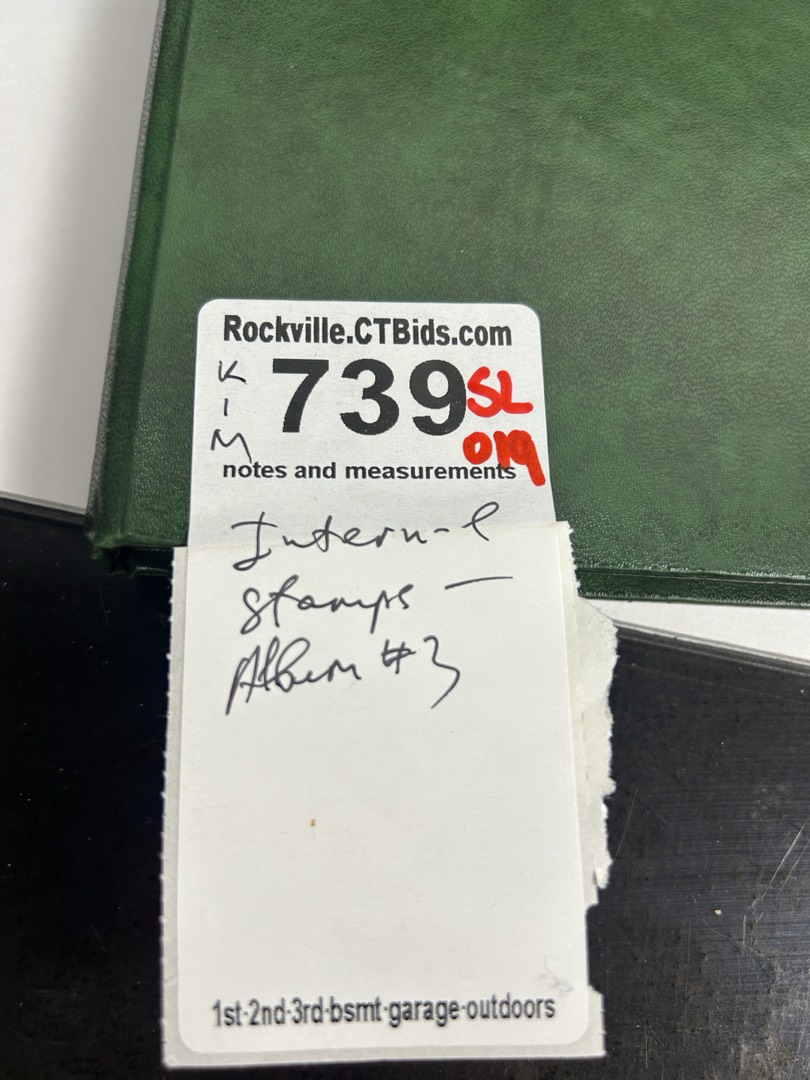 Rockville.CTBids.com
KIM
739
SL
019
notes and measurements
Intern-l
Stamps —
Album #3
1st-2nd-3rd-bsmt-garage-outdoors